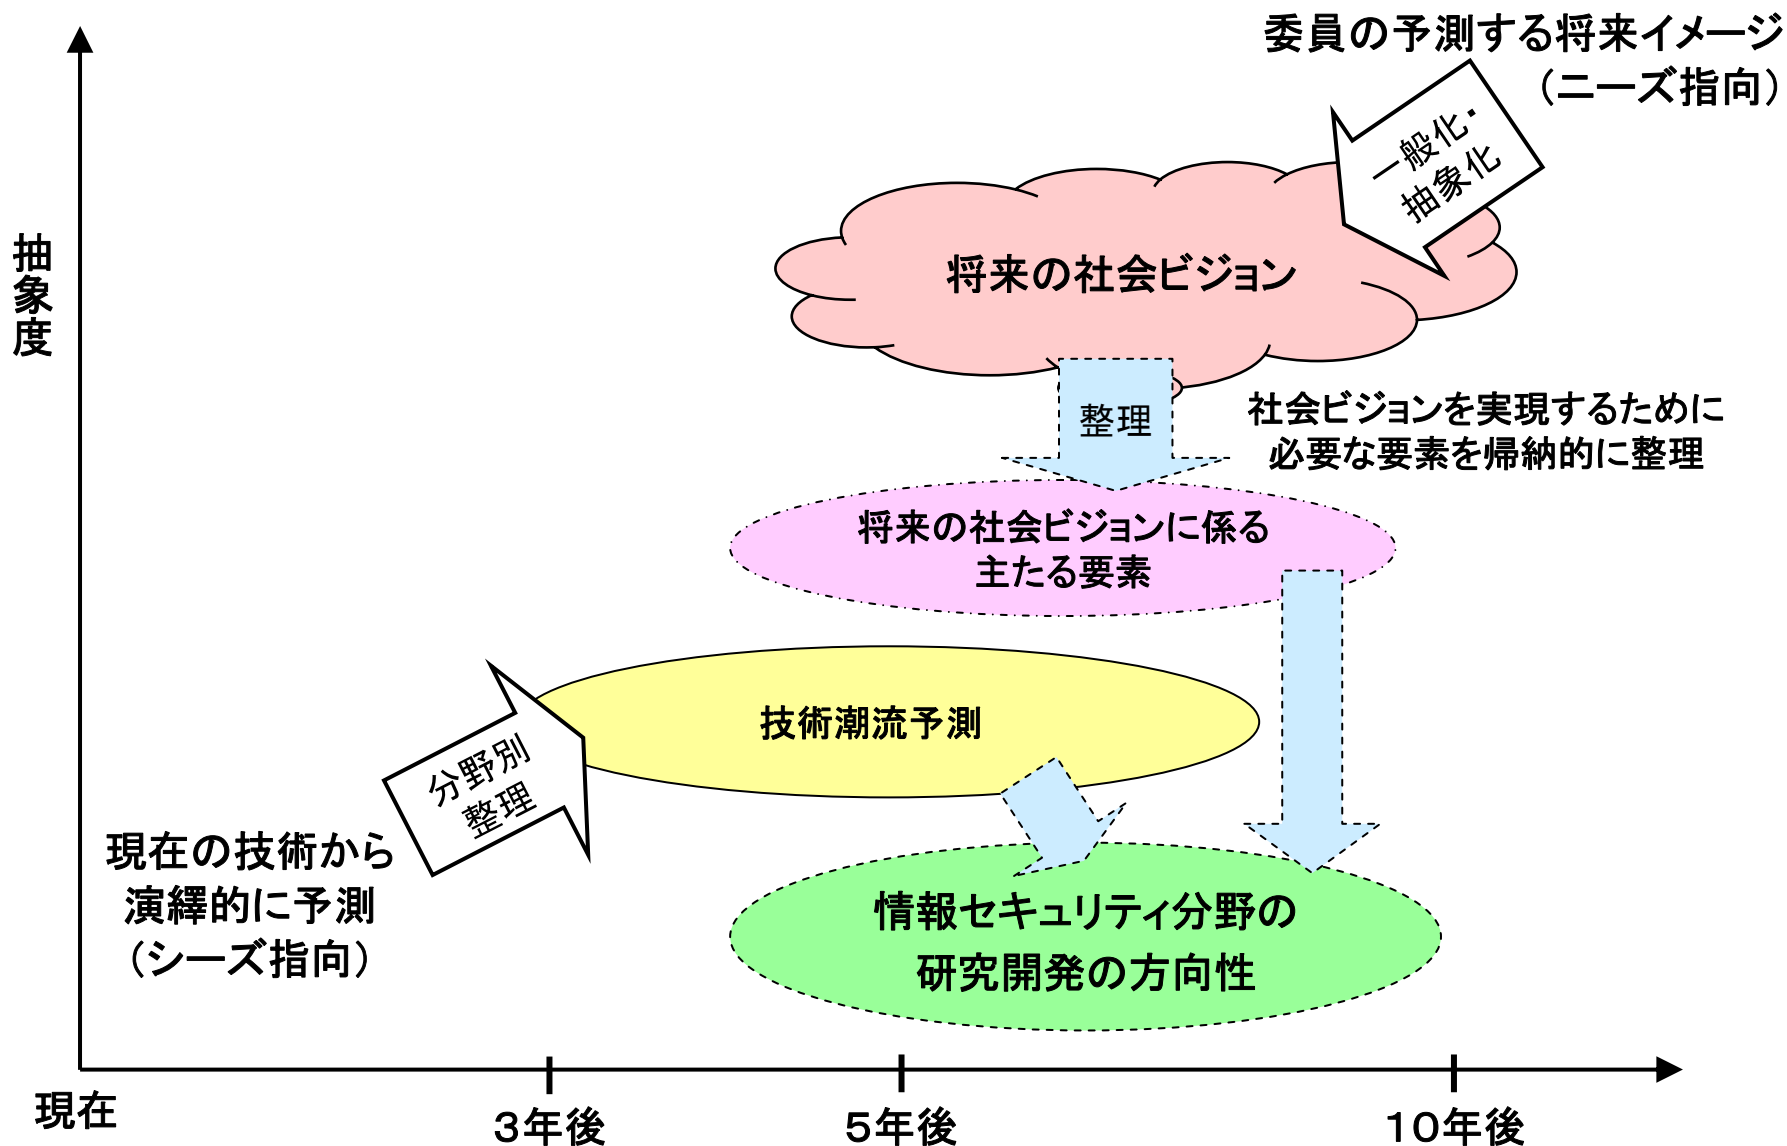 委員の予測する将来イメージ
（ニーズ指向）
一般化・
抽象化
抽象度
将来の社会ビジョン
整理
社会ビジョンを実現するために
必要な要素を帰納的に整理
将来の社会ビジョンに係る
主たる要素
技術潮流予測
分野別
整理
現在の技術から
演繹的に予測
（シーズ指向）
情報セキュリティ分野の
研究開発の方向性
現在
３年後
５年後
１０年後